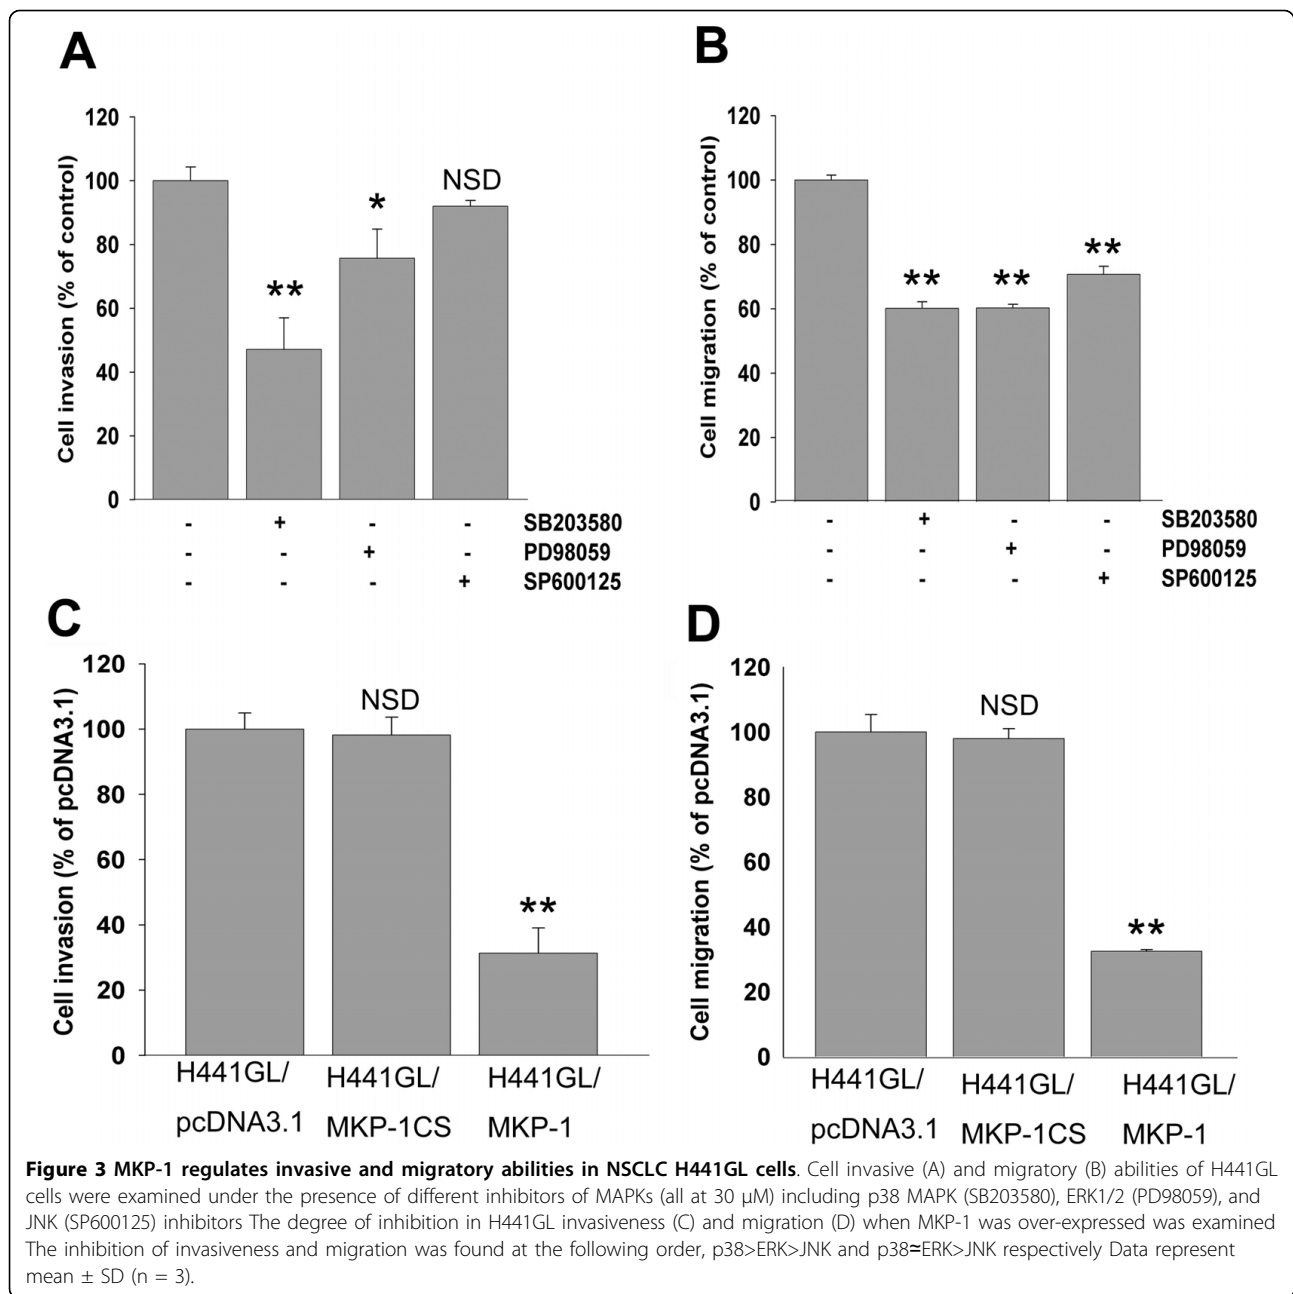 A
Cell invasion (% of control)
120
100
80
60
40
20
0
**
*
NSD
- + - - SB203580
- - + - PD98059
- - - + SP600125
B
Cell migration (% of control)
120
100
80
60
40
20
0
**
**
**
- + - - SB203580
- - + - PD98059
- - - + SP600125
C
Cell invasion (% of pcDNA3.1)
120
100
80
60
40
20
0
NSD
**
H441GL/ H441GL/ H441GL/
pcDNA3.1 MKP-1CS MKP-1
D
Cell migration (% of pcDNA3.1)
120
100
80
60
40
20
0
NSD
**
H441GL/ H441GL/ H441GL/
pcDNA3.1 MKP-1CS MKP-1
Figure 3 MKP-1 regulates invasive and migratory abilities in NSCLC H441GL cells. Cell invasive (A) and migratory (B) abilities of H441GL
cells were examined under the presence of different inhibitors of MAPKs (all at 30 μM) including p38 MAPK (SB203580), ERK1/2 (PD98059), and
JNK (SP600125) inhibitors The degree of inhibition in H441GL invasiveness (C) and migration (D) when MKP-1 was over-expressed was examined
The inhibition of invasiveness and migration was found at the following order, p38>ERK>JNK and p38≃ERK>JNK respectively Data represent
mean ± SD (n = 3).